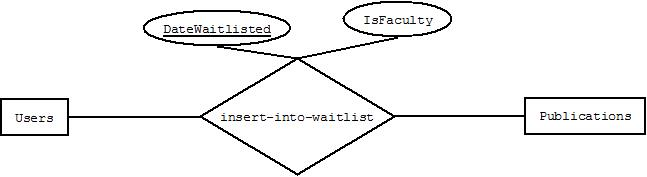 DateWaitlisted
IsFaculty
Users
insert-into-waitlist
Publications